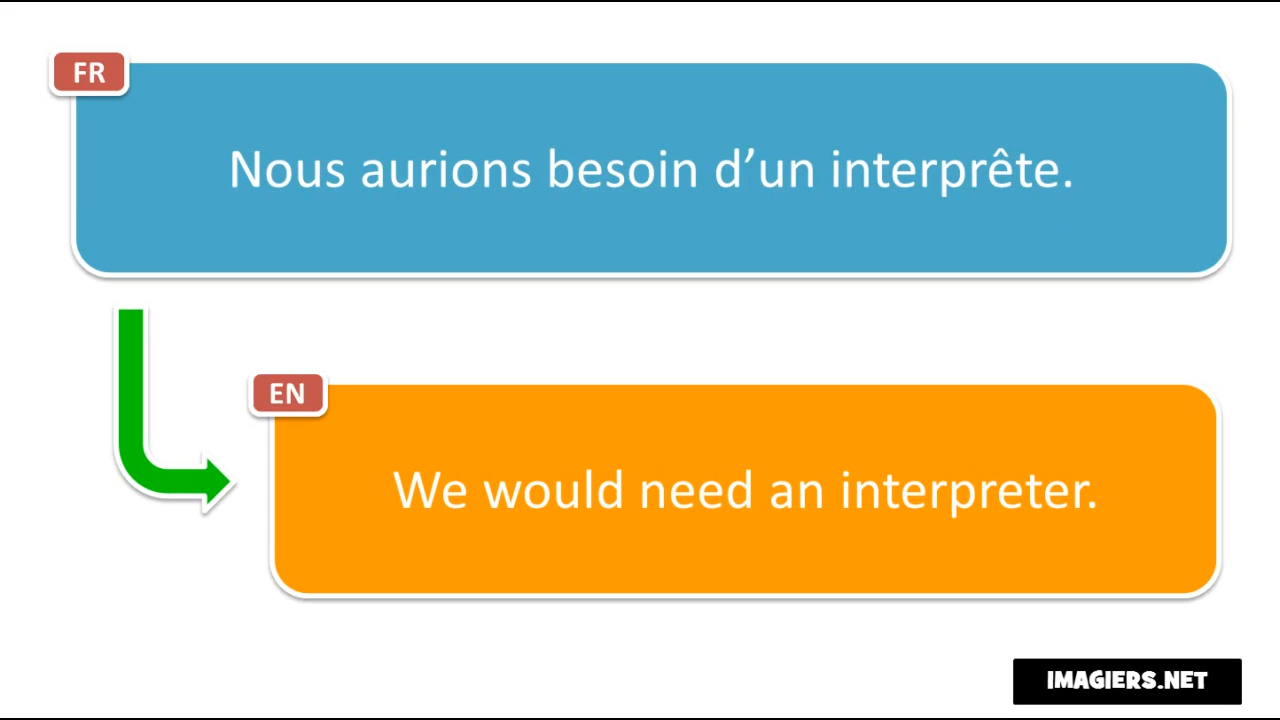 FR
Nous aurions besoin d’un interprête.
EN
We would need an interpreter.
IMAGIERS.NET